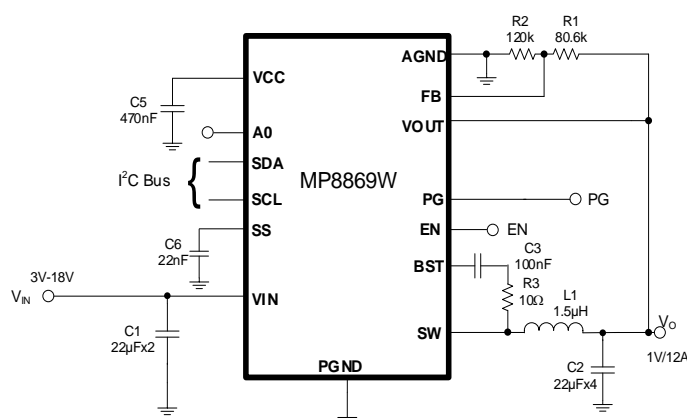 R2
120k
R1
80.6k
AGND
FB
VOUT
VCC
C5
470nF
A0
SDA
I²C Bus
SCL
MP8869W
PG
PG
EN
EN
SS
C6
22nF
BST
C3
100nF
R3
10Ω
3V-18V
VIN
VIN
L1
1.5µH
SW
VO
1V/12A
C1
22µFx2
C2
22µFx4
PGND